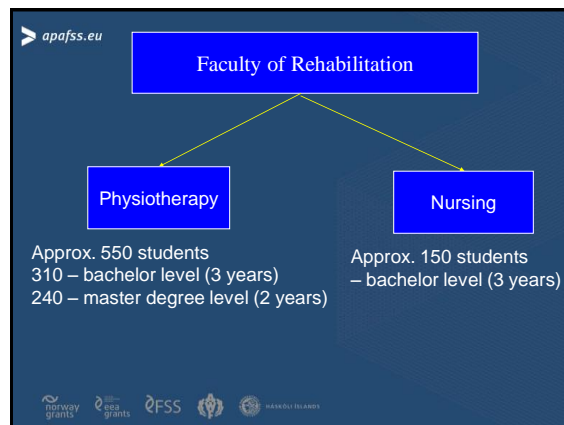 apafss.eu
Faculty of Rehabilitation
Physiotherapy
Nursing
Approx. 550 students
310 – bachelor level (3 years)
240 – master degree level (2 years)
Approx. 150 students
– bachelor level (3 years)
norway
grants
eea
grants
FSS
HÁSKÓLI ÍSLANDS